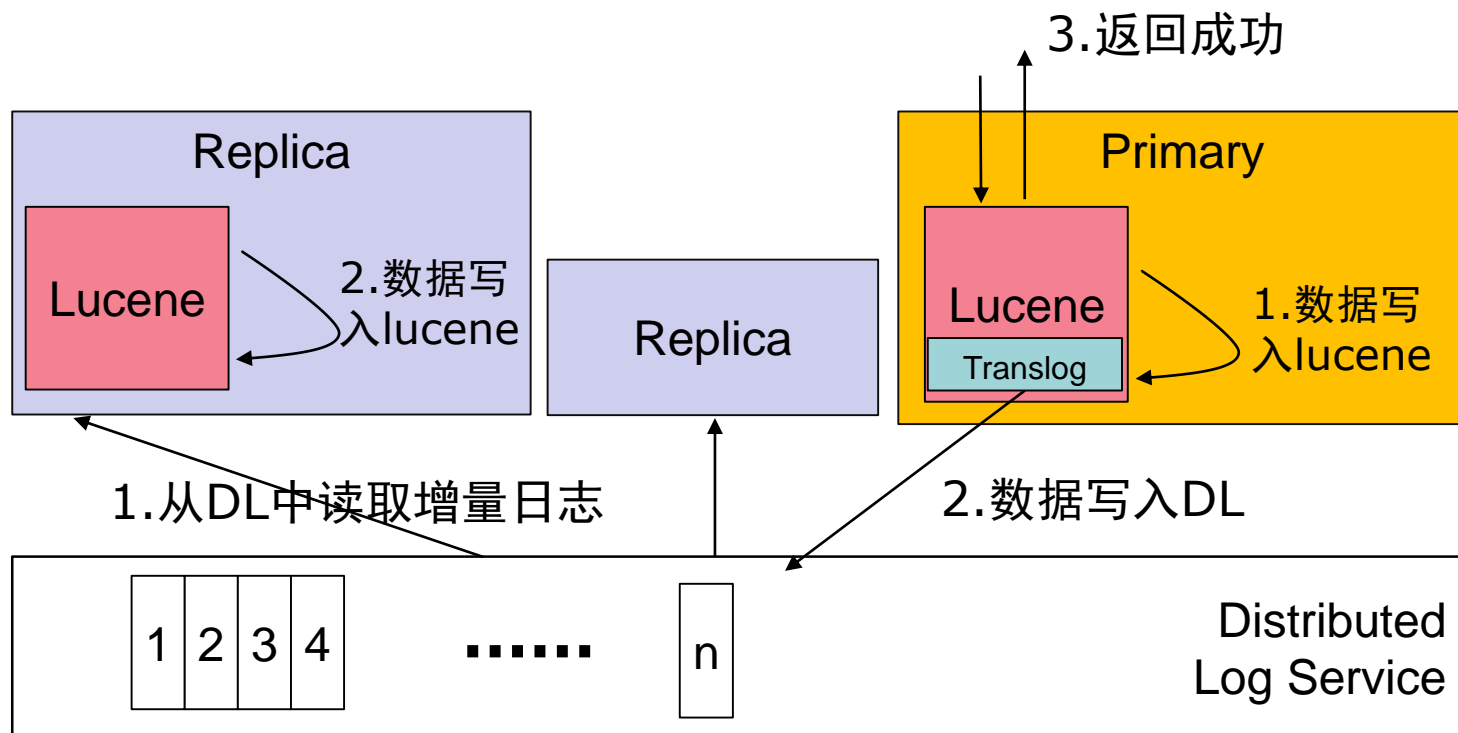 3.返回成功
Replica
Primary
Lucene
2.数据写
入lucene
Replica
Lucene
Translog
1.数据写
入lucene
1.从DL中读取增量日志
2.数据写入DL
1 2 3 4 ...... n
Distributed
Log Service